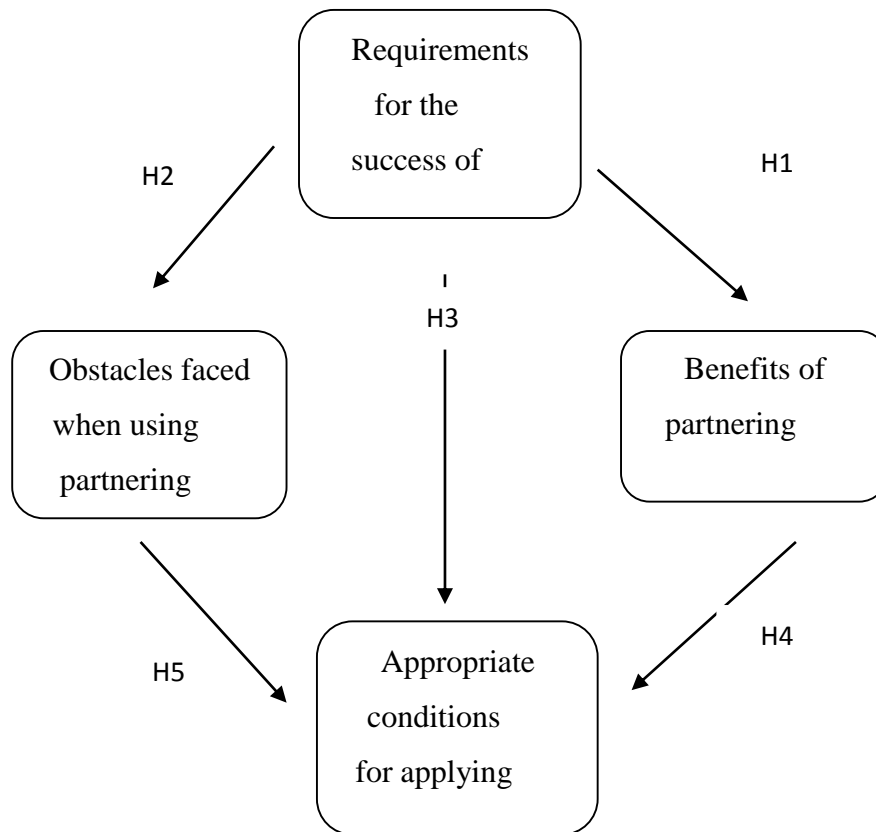 Requirements
for the
success of
H2
H1
H3
Obstacles faced
when using
partnering
Benefits of
partnering
H5
H4
Appropriate
conditions
for applying